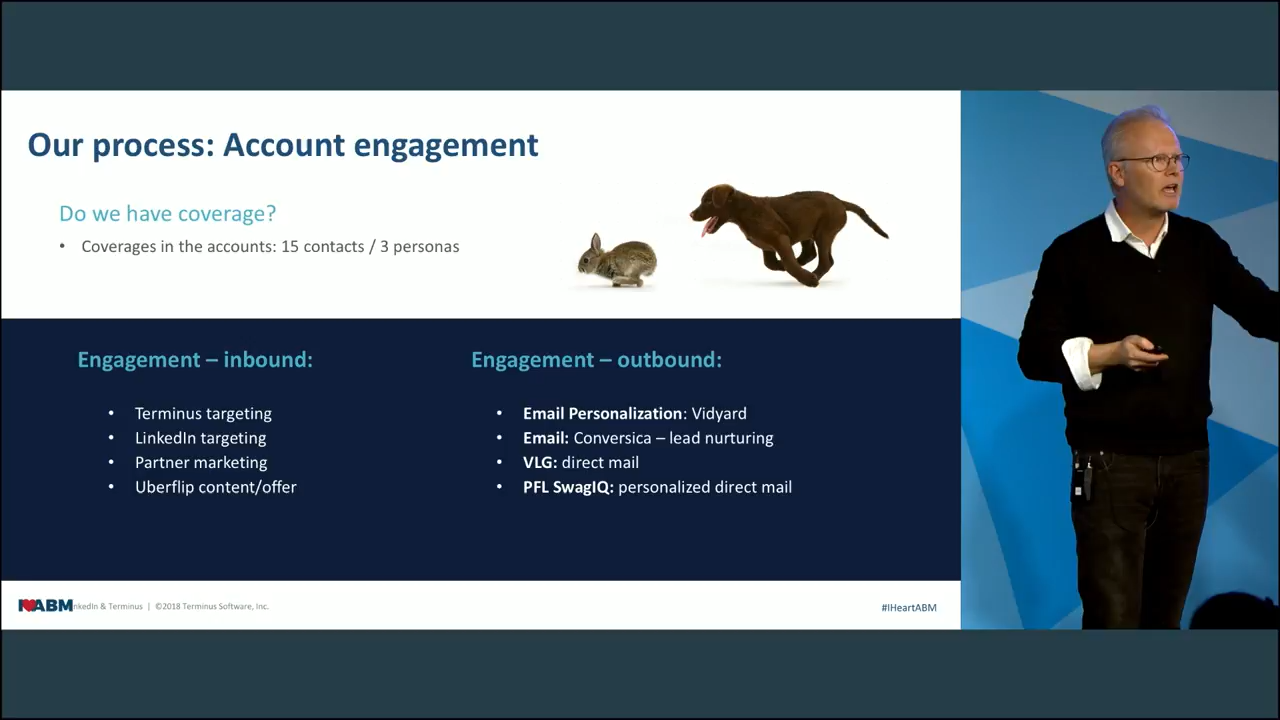 Our process: Account engagement
Do we have coverage?
• Coverages in the accounts: 15 contacts / 3 personas
Engagement – inbound:
• Terminus targeting
• LinkedIn targeting
• Partner marketing
• Uberflip content/offer
Engagement – outbound:
• Email Personalization: Vidyard
• Email: Conversica – lead nurturing
• VLG: direct mail
• PFL SwagIQ: personalized direct mail
I ABM nkedIn & Terminus | ©2018 Terminus Software, Inc.
#IHeartABM